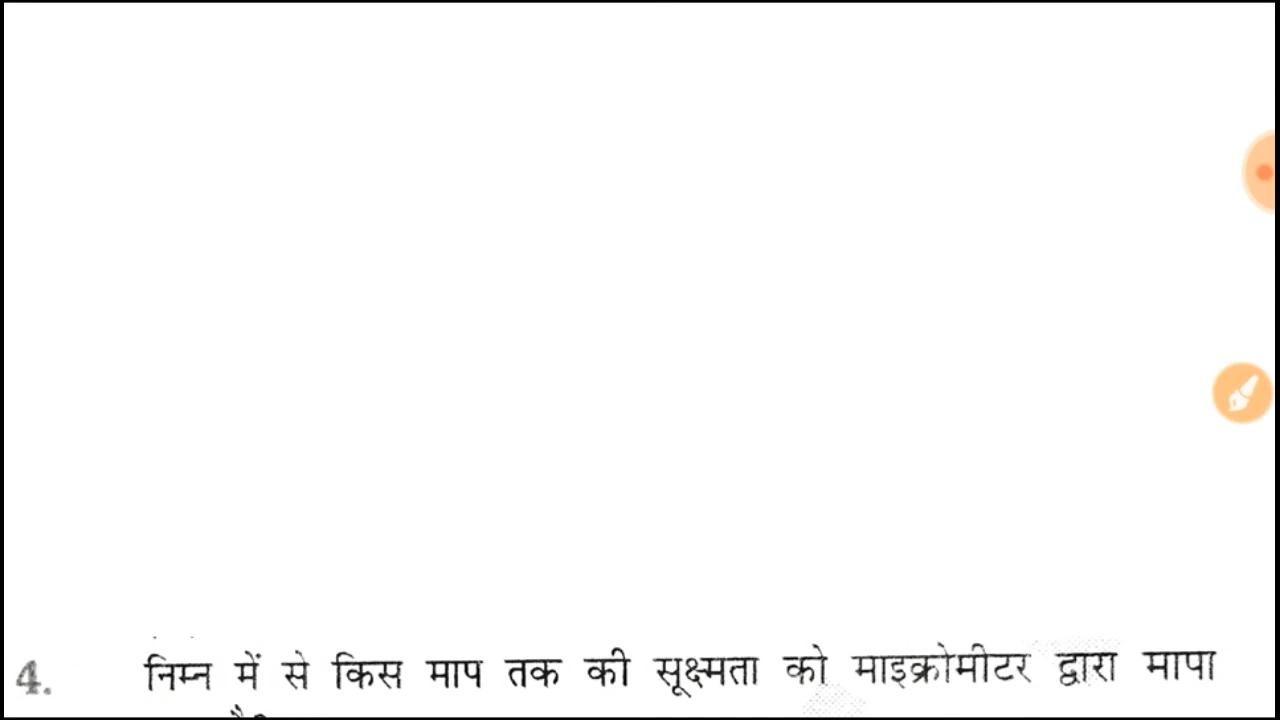 4. निम्न में से किस माप तक की सूक्ष्मता को माइक्रोमीटर द्वारा मापा